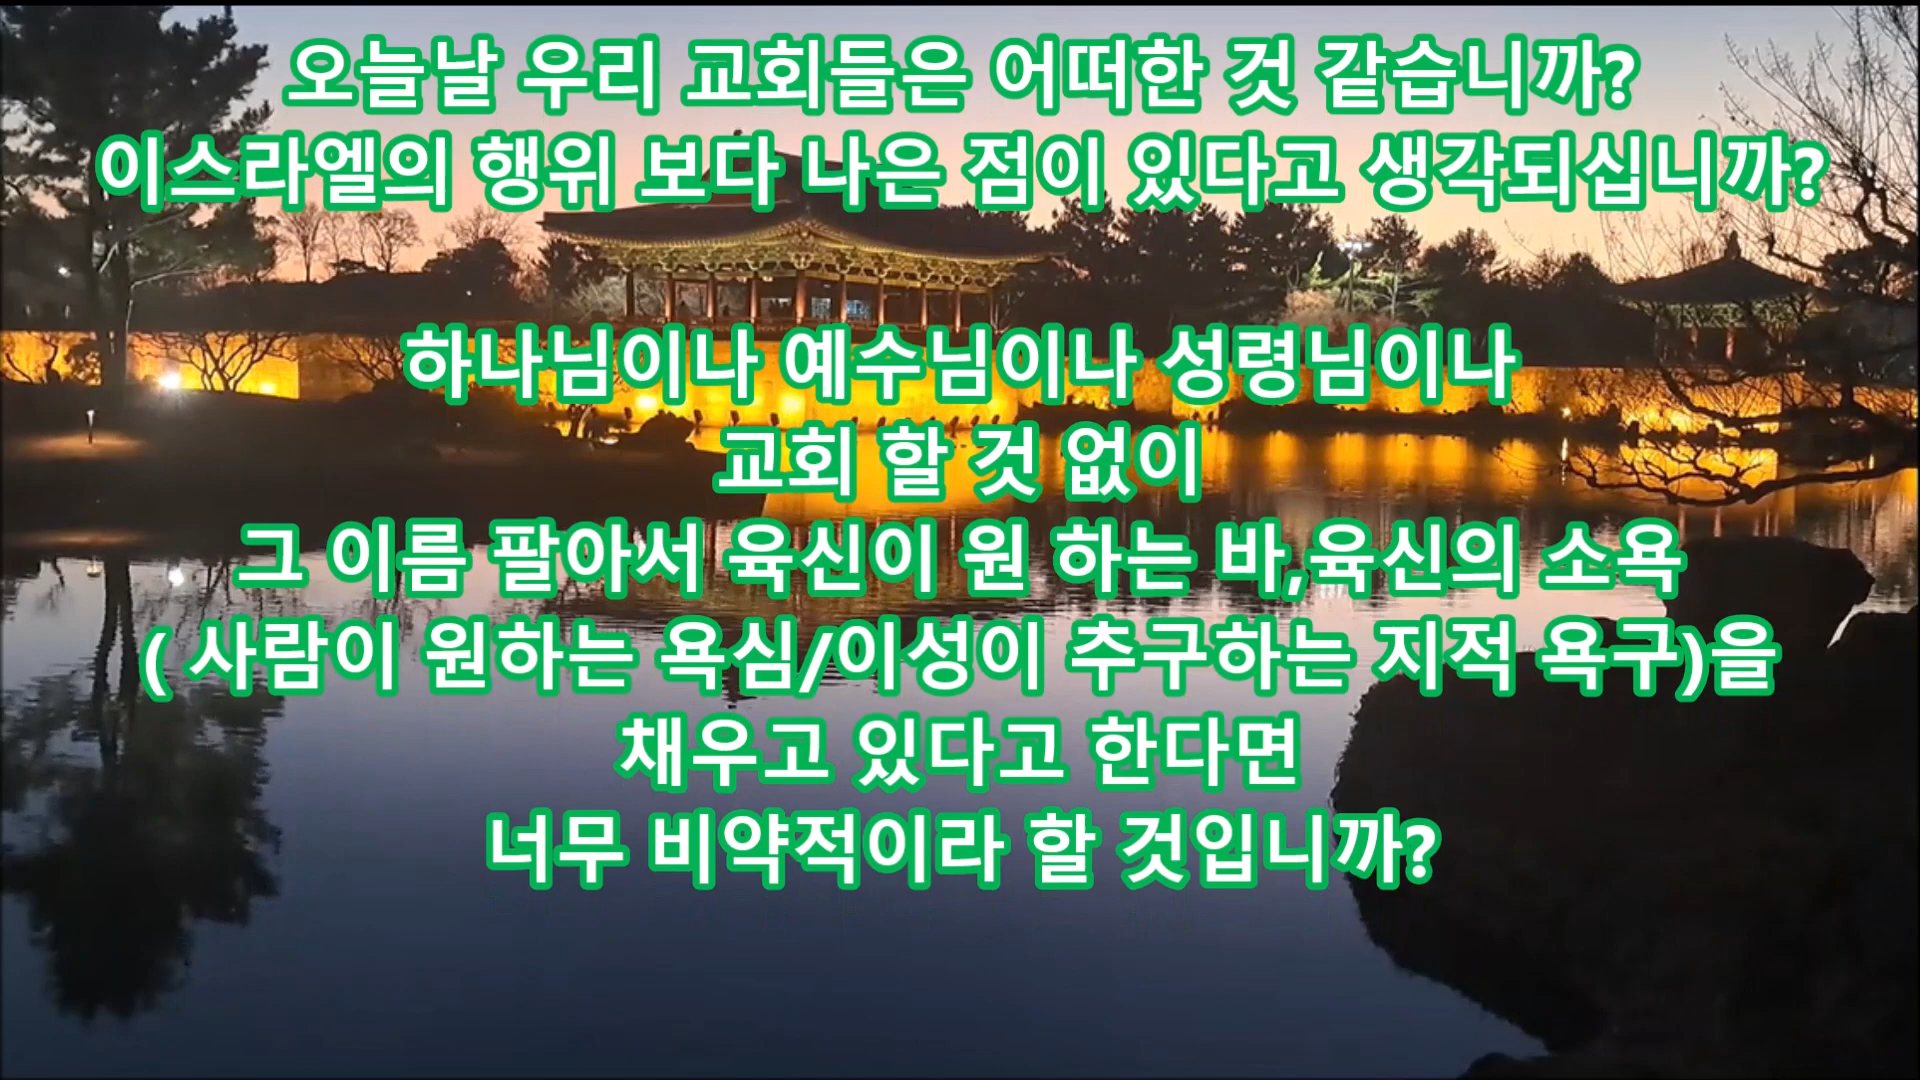 오늘날 우리 교회들은 어떠한 것 같습니까?
이스라엘의 행위 보다 나은 점이 있다고 생각되십니까?
하나님이나 예수님이나 성령님이나
교회 할 것 없이
그 이름 팔아서 육신이 원 하는 바,육신의 소욕
( 사람이 원하는 욕심/이성이 추구하는 지적 욕구)을
채우고 있다고 한다면
너무 비약적이라 할 것입니까?